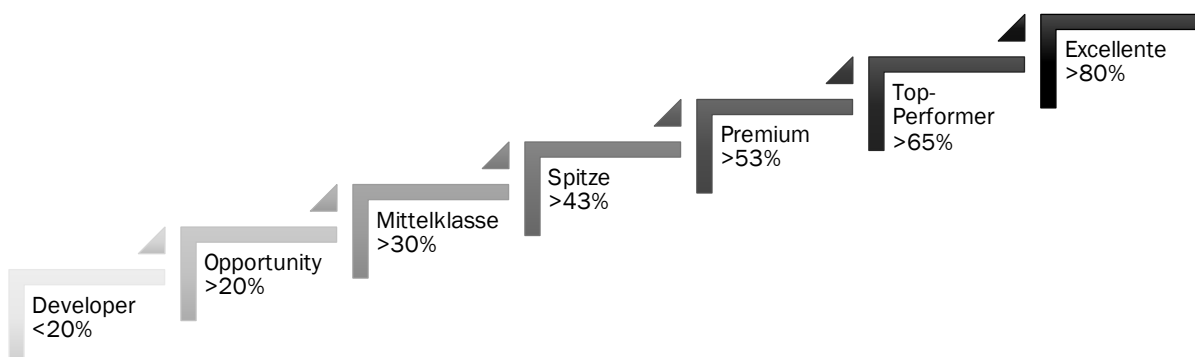 Developer
<20%
Opportunity
>20%
Mittelklasse
>30%
Spitze
>43%
Premium
>53%
Top-
Performer
>65%
Excellente
>80%